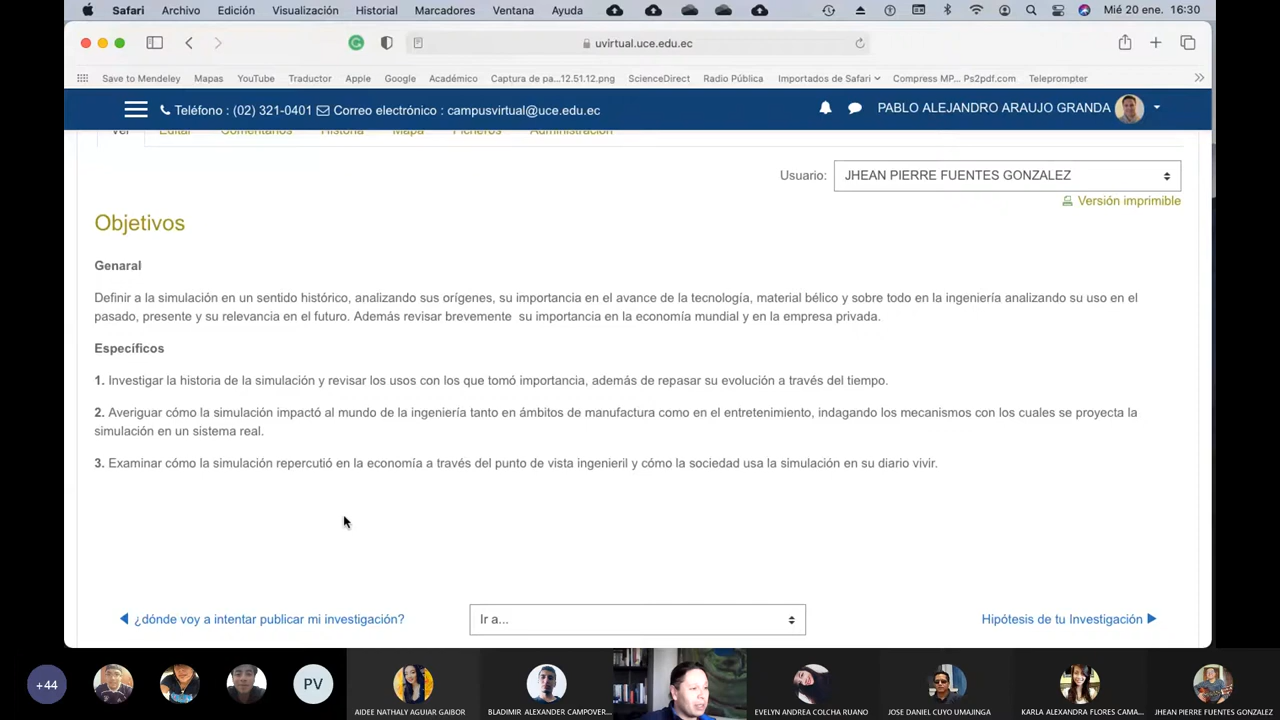 Safari Archivo Edición Visualización Historial Marcadores Ventana Ayuda Mié 20 ene. 16:30
uvirtual.uce.edu.ec
Save to Mendeley Mapas YouTube Traductor Apple Google Académico Captura de pa...12.51.12.png ScienceDirect Radio Pública Importados de Safari Compress MP... Ps2pdf.com Teleprompter
Teléfono : (02) 321-0401 Correo electrónico : campusvirtual@uce.edu.ec PABLO ALEJANDRO ARAUJO GRANDA
Ver Editar Comentarios Historia Mapa Ficheros Administración
Usuario: JHEAN PIERRE FUENTES GONZALEZ
Versión imprimible
Objetivos
Genaral
Definir a la simulación en un sentido histórico, analizando sus orígenes, su importancia en el avance de la tecnología, material bélico y sobre todo en la ingeniería analizando su uso en el
pasado, presente y su relevancia en el futuro. Además revisar brevemente su importancia en la economía mundial y en la empresa privada.
Específicos
1. Investigar la historia de la simulación y revisar los usos con los que tomó importancia, además de repasar su evolución a través del tiempo.
2. Averiguar cómo la simulación impactó al mundo de la ingeniería tanto en ámbitos de manufactura como en el entretenimiento, indagando los mecanismos con los cuales se proyecta la
simulación en un sistema real.
3. Examinar cómo la simulación repercutió en la economía a través del punto de vista ingenieril y cómo la sociedad usa la simulación en su diario vivir.
¿dónde voy a intentar publicar mi investigación? Ir a... Hipótesis de tu Investigación
+44 PV AIDEE NATHALY AGUIAR GAIBOR BLADIMIR ALEXANDER CAMPOVER... EVELYN ANDREA COLCHA RUANO JOSE DANIEL CUYO UMAJINGA KARLA ALEXANDRA FLORES CAMA... JHEAN PIERRE FUENTES GONZALEZ